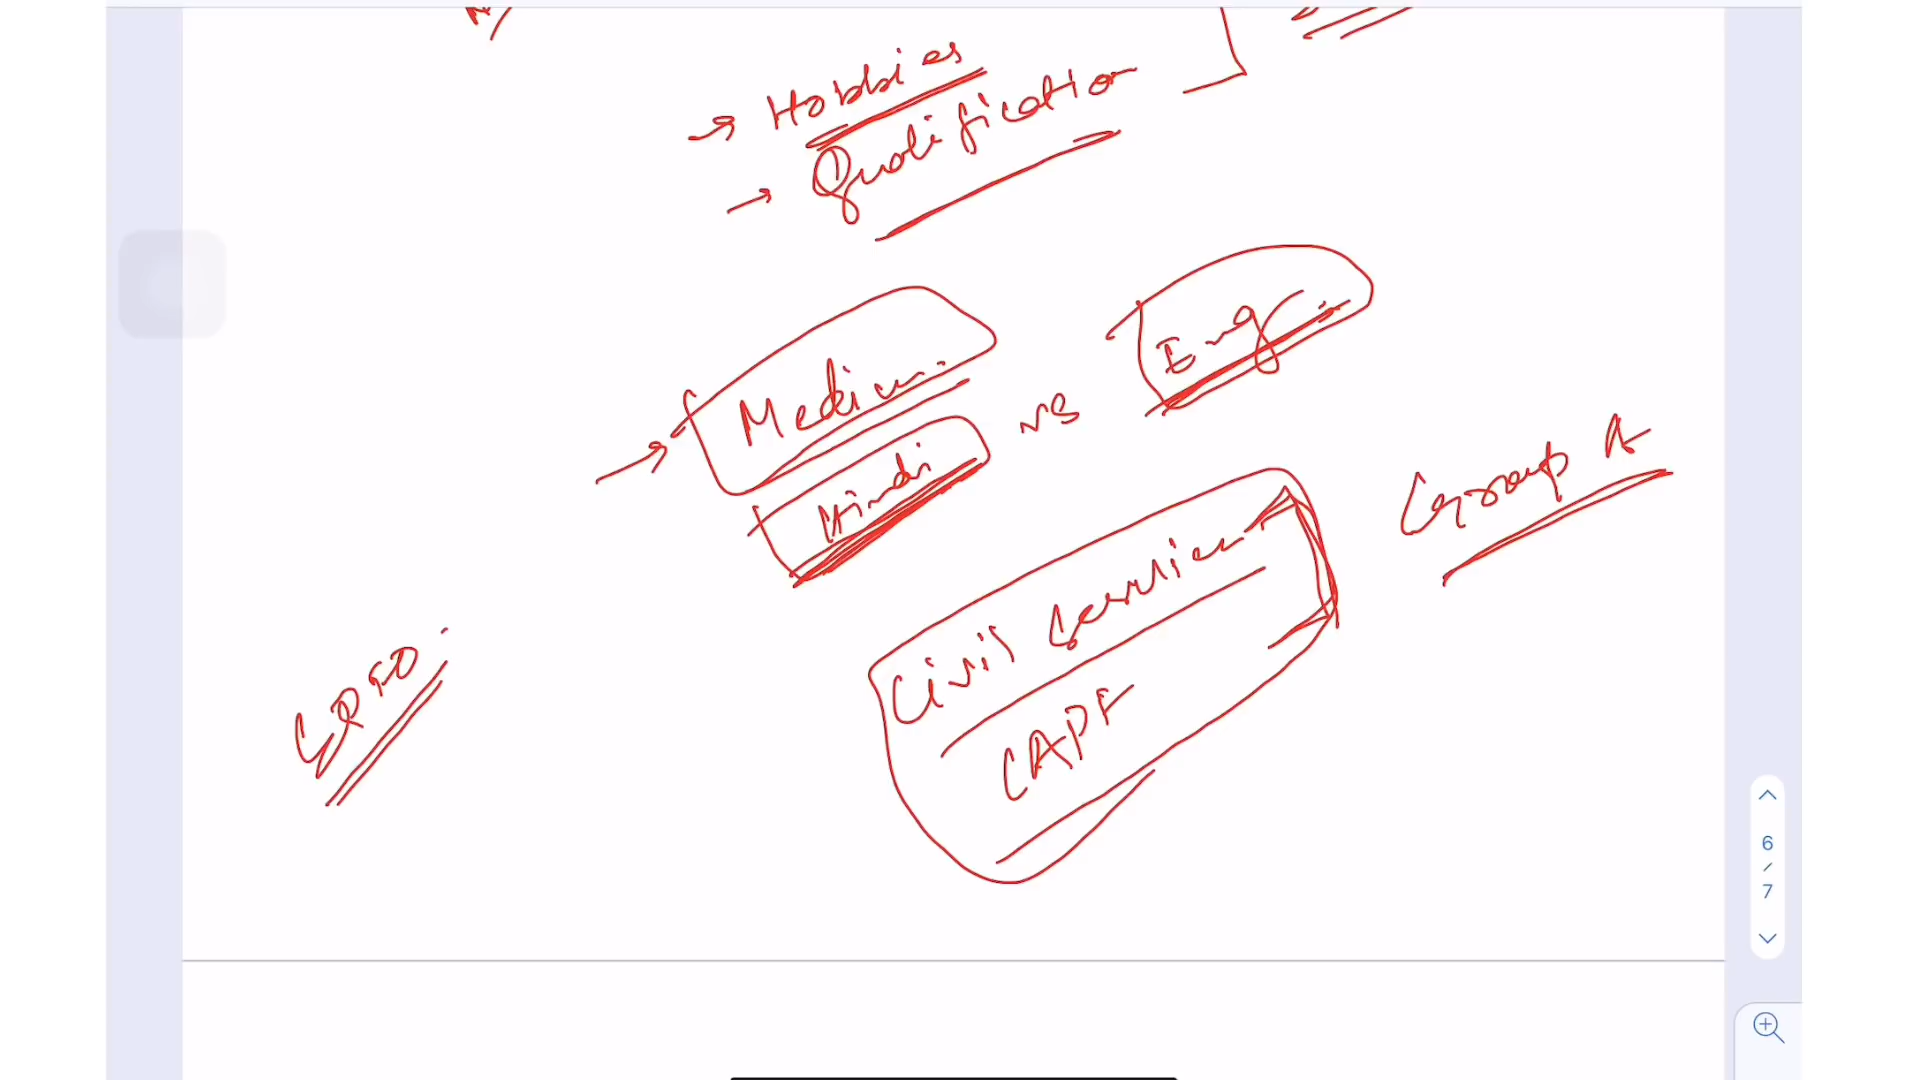 → Hobbies
→ Qualification
→ Medium
Hindi
vs
Eng
Group A
Civil Services
CAPF
EPFO
6
/
7